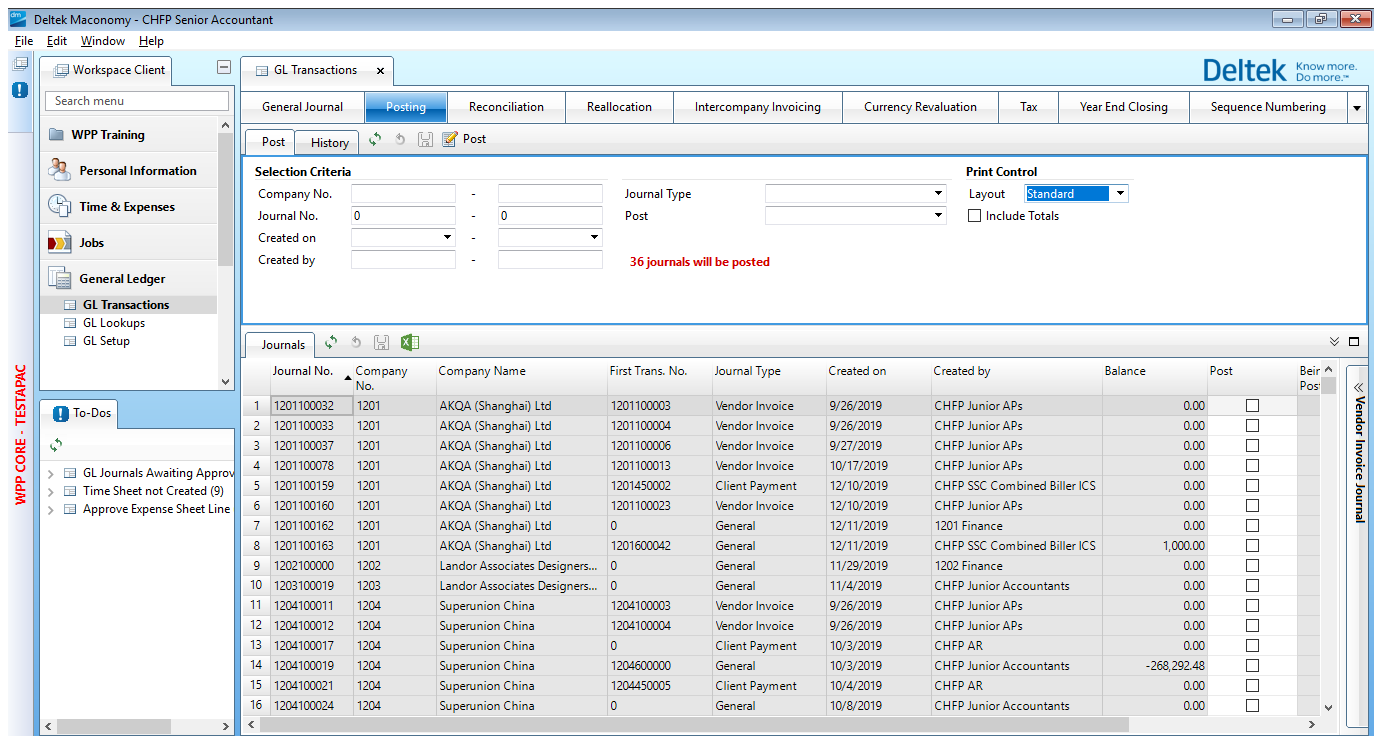 Deltek Maconomy - CHFP Senior Accountant
File Edit Window Help
Workspace Client
GL Transactions x
Deltek Know more. Do more.™
Search menu
General Journal Posting Reconciliation Reallocation Intercompany Invoicing Currency Revaluation Tax Year End Closing Sequence Numbering
WPP Training
Personal Information
Time & Expenses
Jobs
General Ledger
GL Transactions
GL Lookups
GL Setup
Post History Post
Selection Criteria Print Control
Company No. - Journal Type Layout Standard
Journal No. 0 - 0 Post Include Totals
Created on -
Created by - 36 journals will be posted
WPP CORE - TESTAPAC
To-Dos
GL Journals Awaiting Approv
Time Sheet not Created (9)
Approve Expense Sheet Line
Journals
Journal No. Company No. Company Name First Trans. No. Journal Type Created on Created by Balance Post Bein Post
1 1201100032 1201 AKQA (Shanghai) Ltd 1201100003 Vendor Invoice 9/26/2019 CHFP Junior APs 0.00
2 1201100033 1201 AKQA (Shanghai) Ltd 1201100004 Vendor Invoice 9/26/2019 CHFP Junior APs 0.00
3 1201100037 1201 AKQA (Shanghai) Ltd 1201100006 Vendor Invoice 9/27/2019 CHFP Junior APs 0.00
4 1201100078 1201 AKQA (Shanghai) Ltd 1201100013 Vendor Invoice 10/17/2019 CHFP Junior APs 0.00
5 1201100159 1201 AKQA (Shanghai) Ltd 1201450002 Client Payment 12/10/2019 CHFP SSC Combined Biller ICS 0.00
6 1201100160 1201 AKQA (Shanghai) Ltd 1201100023 Vendor Invoice 12/10/2019 CHFP Junior APs 0.00
7 1201100162 1201 AKQA (Shanghai) Ltd 0 General 12/11/2019 1201 Finance 0.00
8 1201100163 1201 AKQA (Shanghai) Ltd 1201600042 General 12/11/2019 CHFP SSC Combined Biller ICS 1,000.00
9 1202100000 1202 Landor Associates Designers... 0 General 11/29/2019 1202 Finance 0.00
10 1203100019 1203 Landor Associates Designers... 0 General 11/4/2019 CHFP Junior Accountants 0.00
11 1204100011 1204 Superunion China 1204100003 Vendor Invoice 9/26/2019 CHFP Junior APs 0.00
12 1204100012 1204 Superunion China 1204100004 Vendor Invoice 9/26/2019 CHFP Junior APs 0.00
13 1204100017 1204 Superunion China 0 Client Payment 10/3/2019 CHFP AR 0.00
14 1204100019 1204 Superunion China 1204600000 General 10/3/2019 CHFP Junior Accountants -268,292.48
15 1204100021 1204 Superunion China 1204450005 Client Payment 10/4/2019 CHFP AR 0.00
16 1204100024 1204 Superunion China 0 General 10/8/2019 CHFP Junior Accountants 0.00
Vendor Invoice Journal